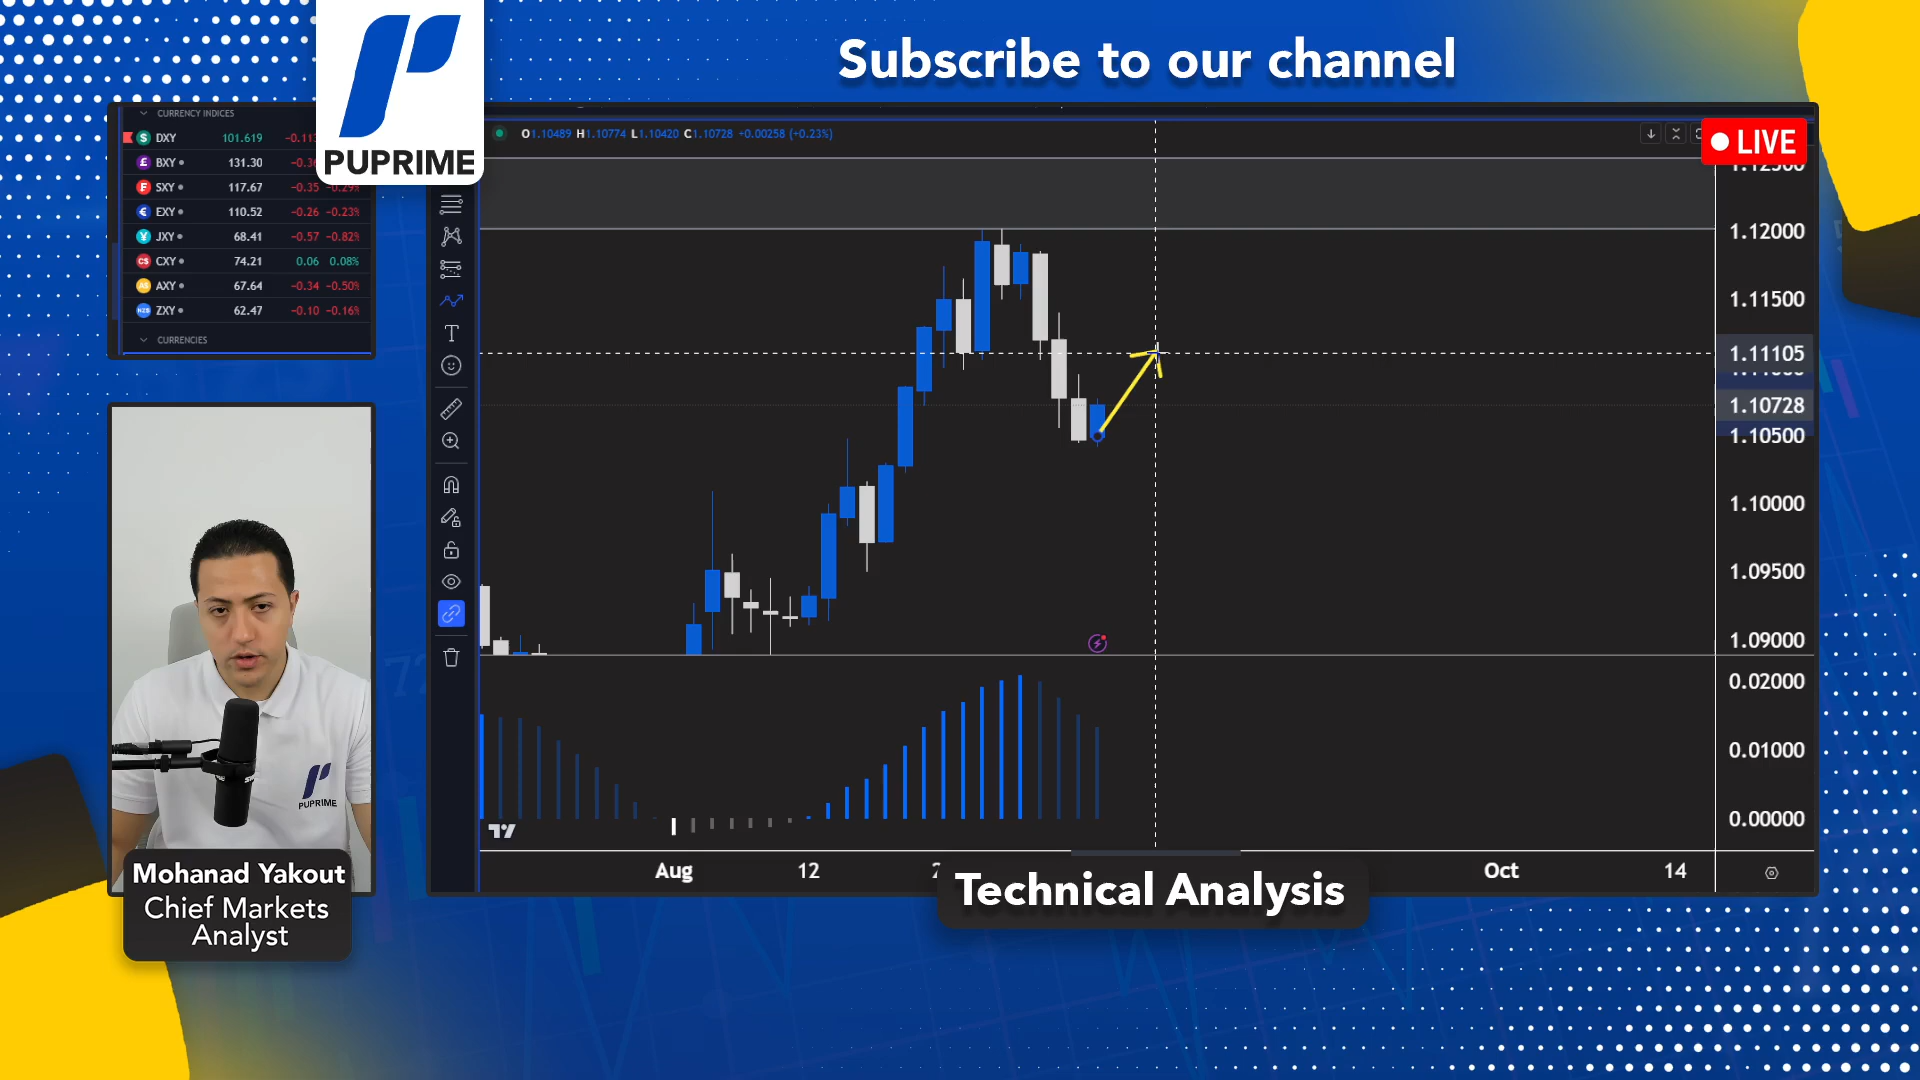 Subscribe to our channel
PUPRIME
LIVE
CURRENCY INDICES
DXY 101.619
BXY 131.30
SXY 117.67 -0.35 -0.29%
EXY 110.52 -0.26 -0.23%
JXY 68.41 -0.57 -0.82%
CXY 74.21 0.06 0.08%
AXY 67.64 -0.34 -0.50%
ZXY 62.47 -0.10 -0.16%
CURRENCIES
O1.10489 H1.10774 L1.10420 C1.10728 +0.00258 (+0.23%)
1.12000
1.11500
1.11105
1.10728
1.10500
1.10000
1.09500
1.09000
0.02000
0.01000
0.00000
Aug 12 Oct 14
Technical Analysis
PUPRIME
Mohanad Yakout
Chief Markets
Analyst